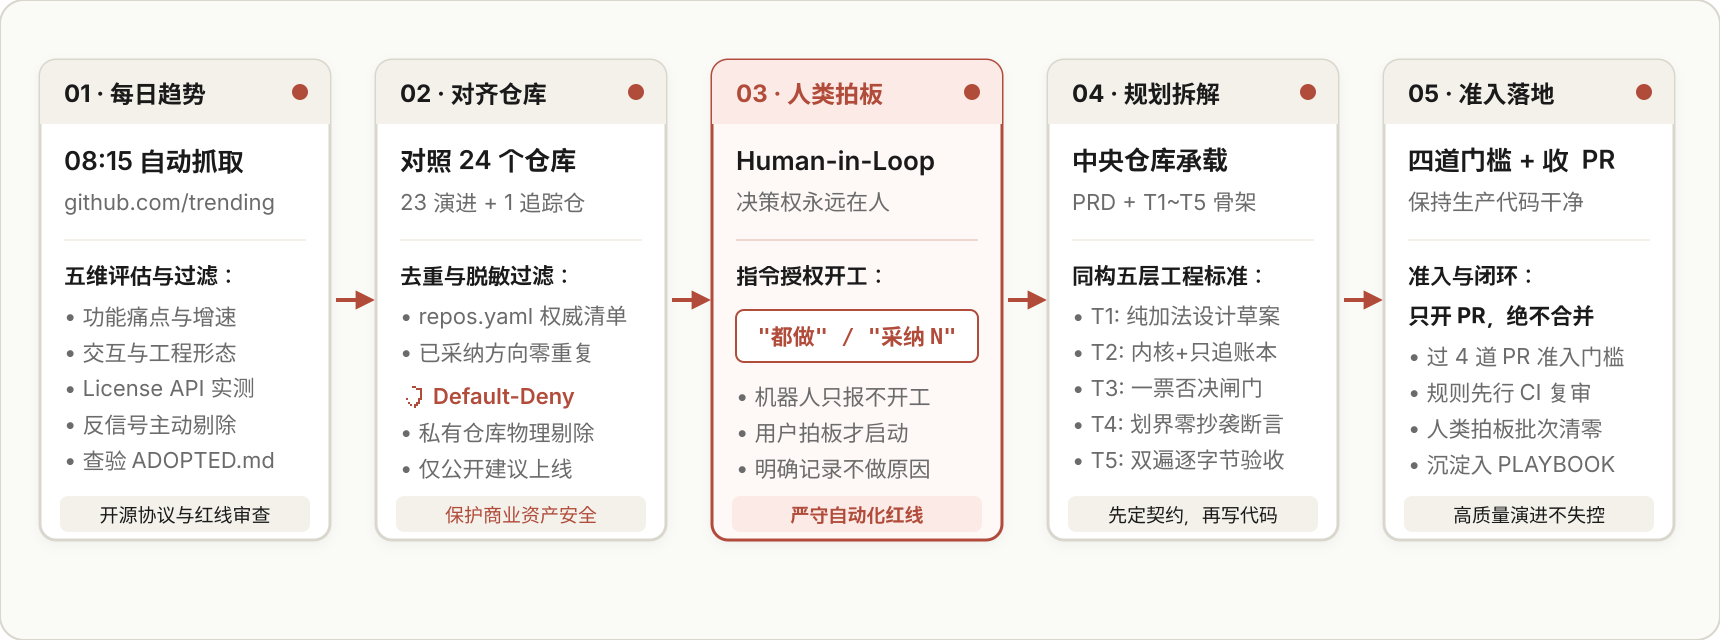 01 · 每日趋势
08:15 自动抓取
github.com/trending
五维评估与过滤：
• 功能痛点与增速
• 交互与工程形态
• License API 实测
• 反信号主动剔除
• 查验 ADOPTED.md
开源协议与红线审查
02 · 对齐仓库
对照 24 个仓库
23 演进 + 1 追踪仓
去重与脱敏过滤：
• repos.yaml 权威清单
• 已采纳方向零重复
Default-Deny
• 私有仓库物理剔除
• 仅公开建议上线
保护商业资产安全
03 · 人类拍板
Human-in-Loop
决策权永远在人
指令授权开工：
"都做" / "采纳 N"
• 机器人只报不开工
• 用户拍板才启动
• 明确记录不做原因
严守自动化红线
04 · 规划拆解
中央仓库承载
PRD + T1~T5 骨架
同构五层工程标准：
• T1: 纯加法设计草案
• T2: 内核+只追账本
• T3: 一票否决闸门
• T4: 划界零抄袭断言
• T5: 双遍逐字节验收
先定契约，再写代码
05 · 准入落地
四道门槛 + 收 PR
保持生产代码干净
准入与闭环：
只开 PR，绝不合并
• 过 4 道 PR 准入门槛
• 规则先行 CI 复审
• 人类拍板批次清零
• 沉淀入 PLAYBOOK
高质量演进不失控